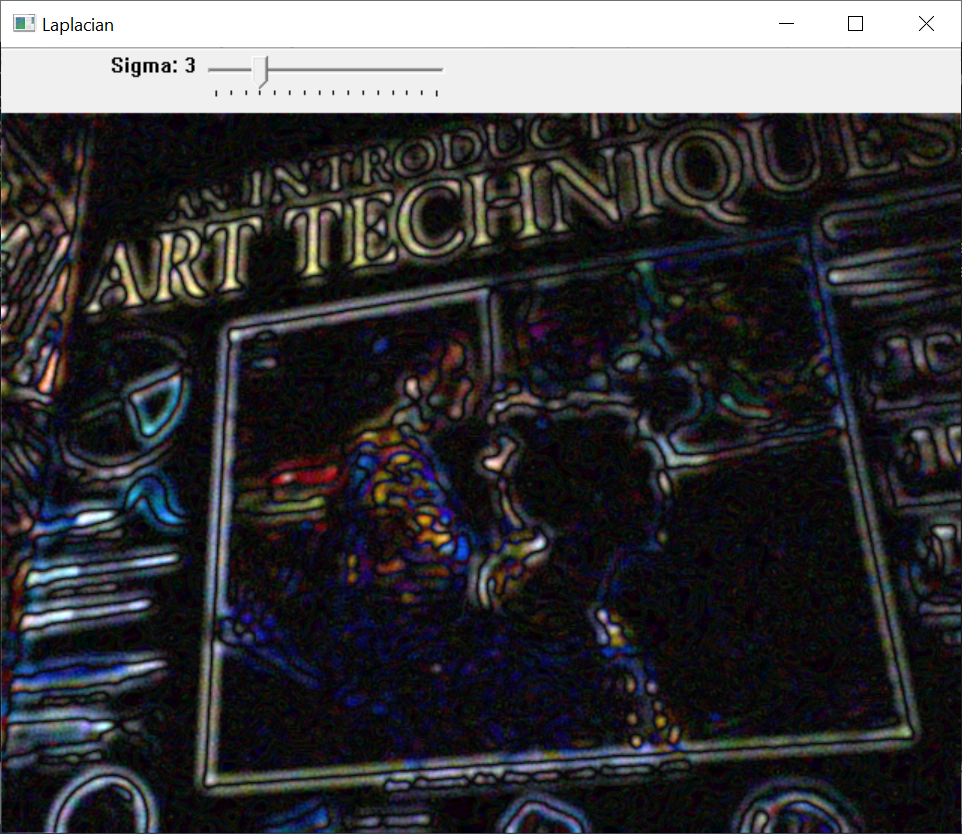 Laplacian
Sigma: 3
AN INTRODUCTIO
ART TECHNIQUES